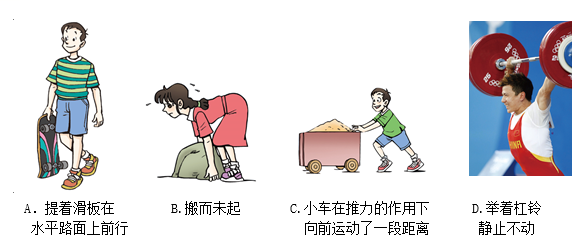 A. 提着滑板在
水平路面上前行
B.搬而未起
C.小车在推力的作用下
向前运动了一段距离
D.举着杠铃
静止不动